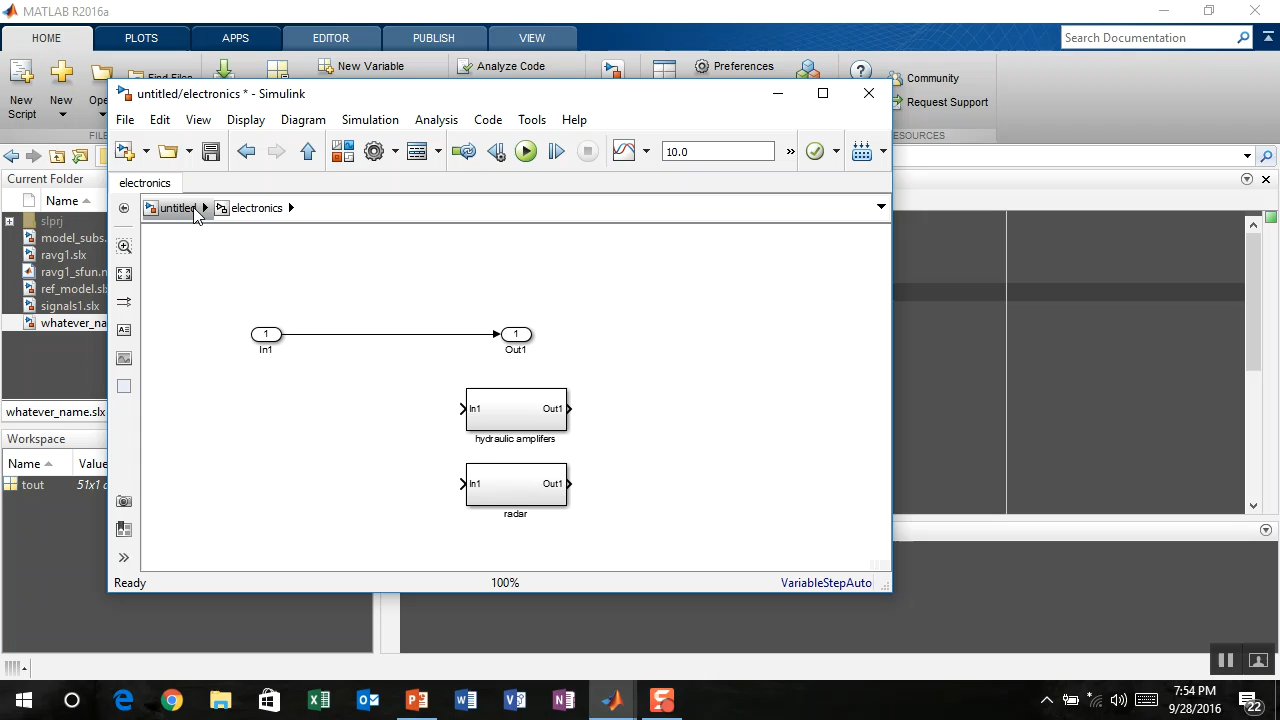 MATLAB R2016a
HOME
PLOTS
APPS
EDITOR
PUBLISH
VIEW
Search Documentation
Find Files
New Variable
Analyze Code
Preferences
Community
Request Support
New
Script
New
FILE
untitled/electronics * - Simulink
File Edit View Display Diagram Simulation Analysis Code Tools Help
10.0
»
Current Folder
electronics
untitled electronics
Name
slprj
model_subs.
ravg1.slx
ravg1_sfun.
ref_model.sl
signals1.slx
whatever_na
1
In1
1
Out1
In1 Out1
hydraulic amplifers
In1 Out1
radar
whatever_name.slx
Workspace
Name Value
tout 51x1
Ready 100% VariableStepAuto
7:54 PM
9/28/2016
22